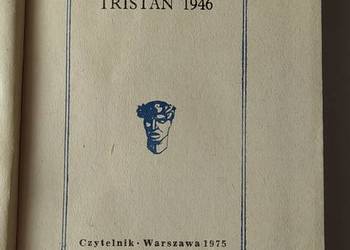 TRISTAN 1946
Czytelnik · Warszawa 1975